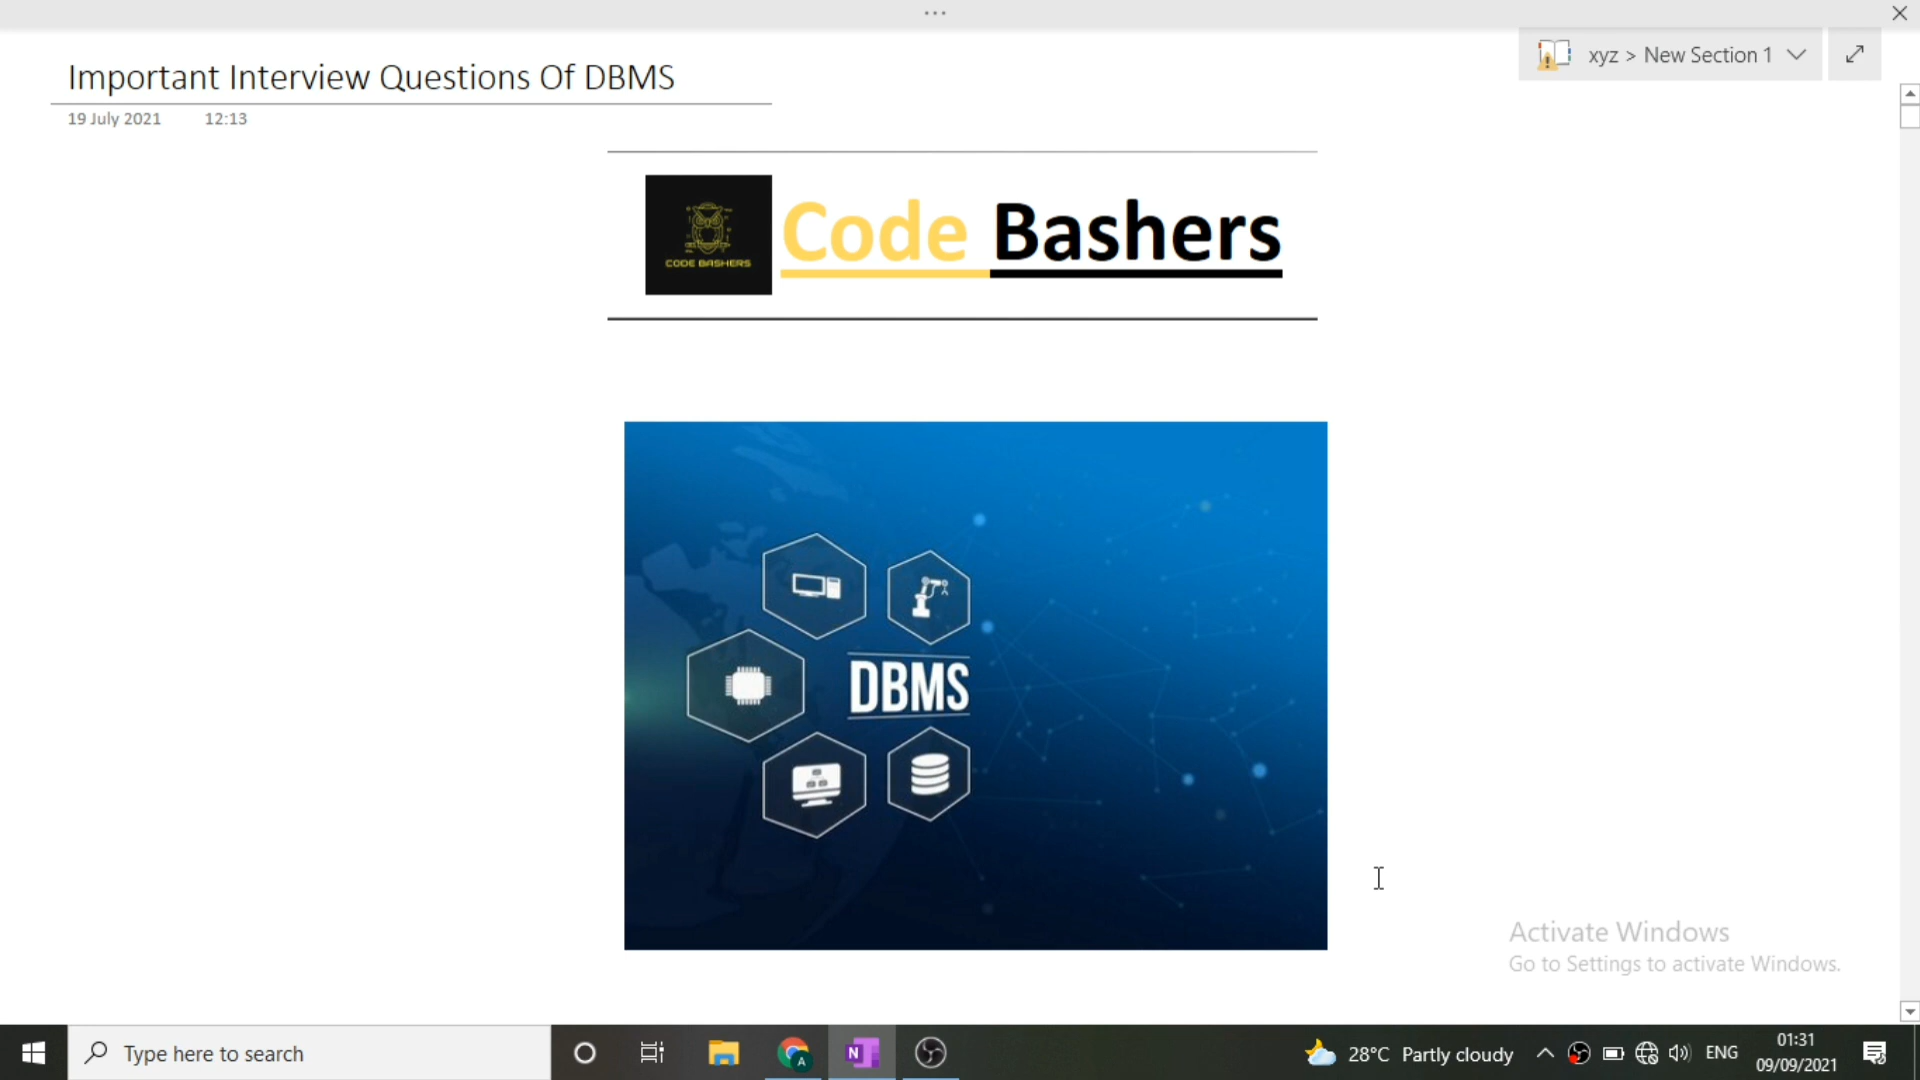 xyz > New Section 1
Important Interview Questions Of DBMS
19 July 2021 12:13
CODE BASHERS
Code Bashers
DBMS
Activate Windows
Go to Settings to activate Windows.
Type here to search
A
N
28°C Partly cloudy
ENG
01:31
09/09/2021